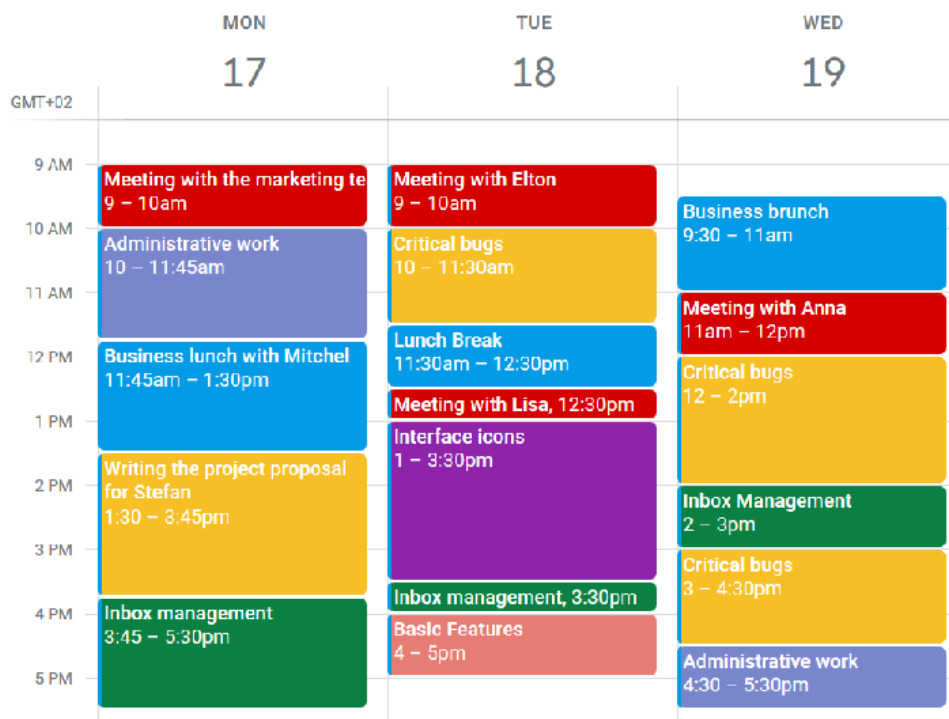 MON
17
TUE
18
WED
19
GMT+02
9 AM
10 AM
11 AM
12 PM
1 PM
2 PM
3 PM
4 PM
5 PM
Meeting with the marketing te
9 – 10am
Administrative work
10 – 11:45am
Business lunch with Mitchel
11:45am – 1:30pm
Writing the project proposal
for Stefan
1:30 – 3:45pm
Inbox management
3:45 – 5:30pm
Meeting with Elton
9 – 10am
Critical bugs
10 – 11:30am
Lunch Break
11:30am – 12:30pm
Meeting with Lisa, 12:30pm
Interface icons
1 – 3:30pm
Inbox management, 3:30pm
Basic Features
4 – 5pm
Business brunch
9:30 – 11am
Meeting with Anna
11am – 12pm
Critical bugs
12 – 2pm
Inbox Management
2 – 3pm
Critical bugs
3 – 4:30pm
Administrative work
4:30 – 5:30pm